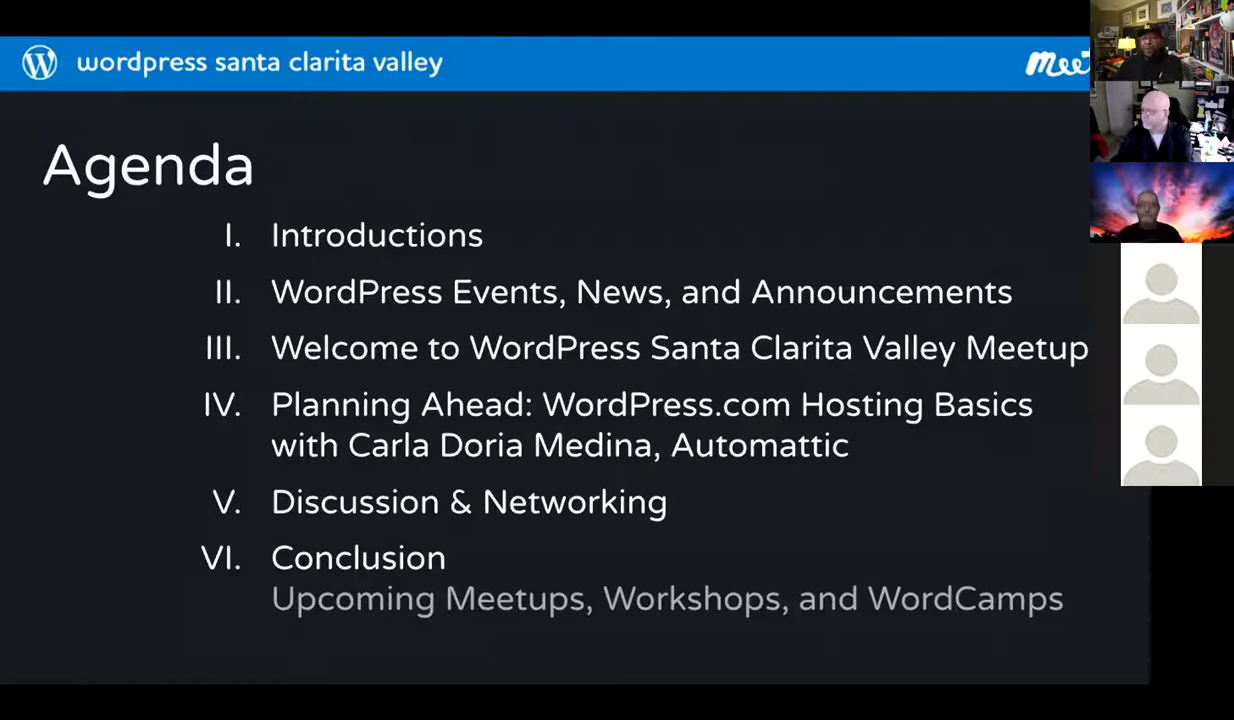 wordpress santa clarita valley
Agenda
I. Introductions
II. WordPress Events, News, and Announcements
III. Welcome to WordPress Santa Clarita Valley Meetup
IV. Planning Ahead: WordPress.com Hosting Basics
with Carla Doria Medina, Automattic
V. Discussion & Networking
VI. Conclusion
Upcoming Meetups, Workshops, and WordCamps